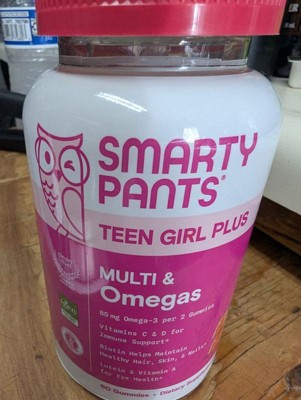 SMARTY
PANTS®
TEEN GIRL PLUS
MULTI &
Omegas
85 mg Omega-3 per 2 Gummies
Vitamins C & D for
Immune Support*
Biotin Helps Maintain
Healthy Hair, Skin, & Nails*
Lutein & Vitamin A
for Eye Health*
60 Gummies • Dietary